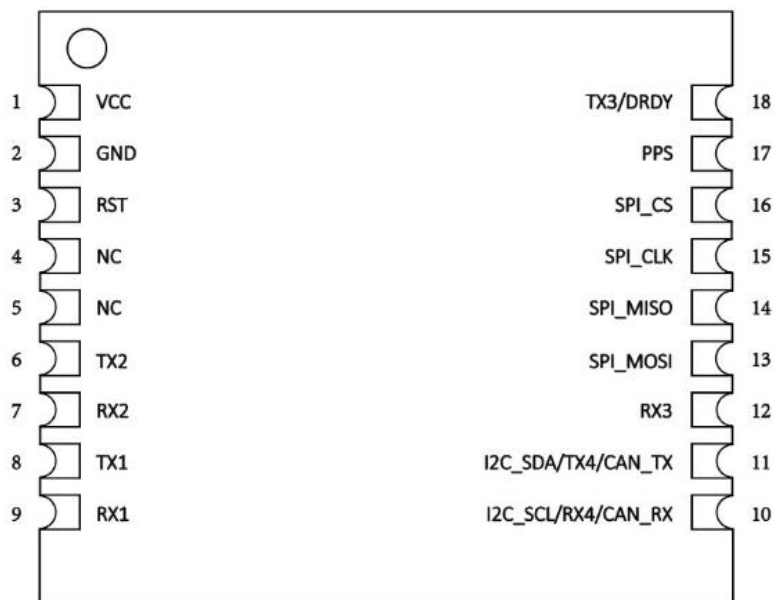 1 VCC TX3/DRDY 18
2 GND PPS 17
3 RST SPI_CS 16
4 NC SPI_CLK 15
5 NC SPI_MISO 14
6 TX2 SPI_MOSI 13
7 RX2 RX3 12
8 TX1 I2C_SDA/TX4/CAN_TX 11
9 RX1 I2C_SCL/RX4/CAN_RX 10